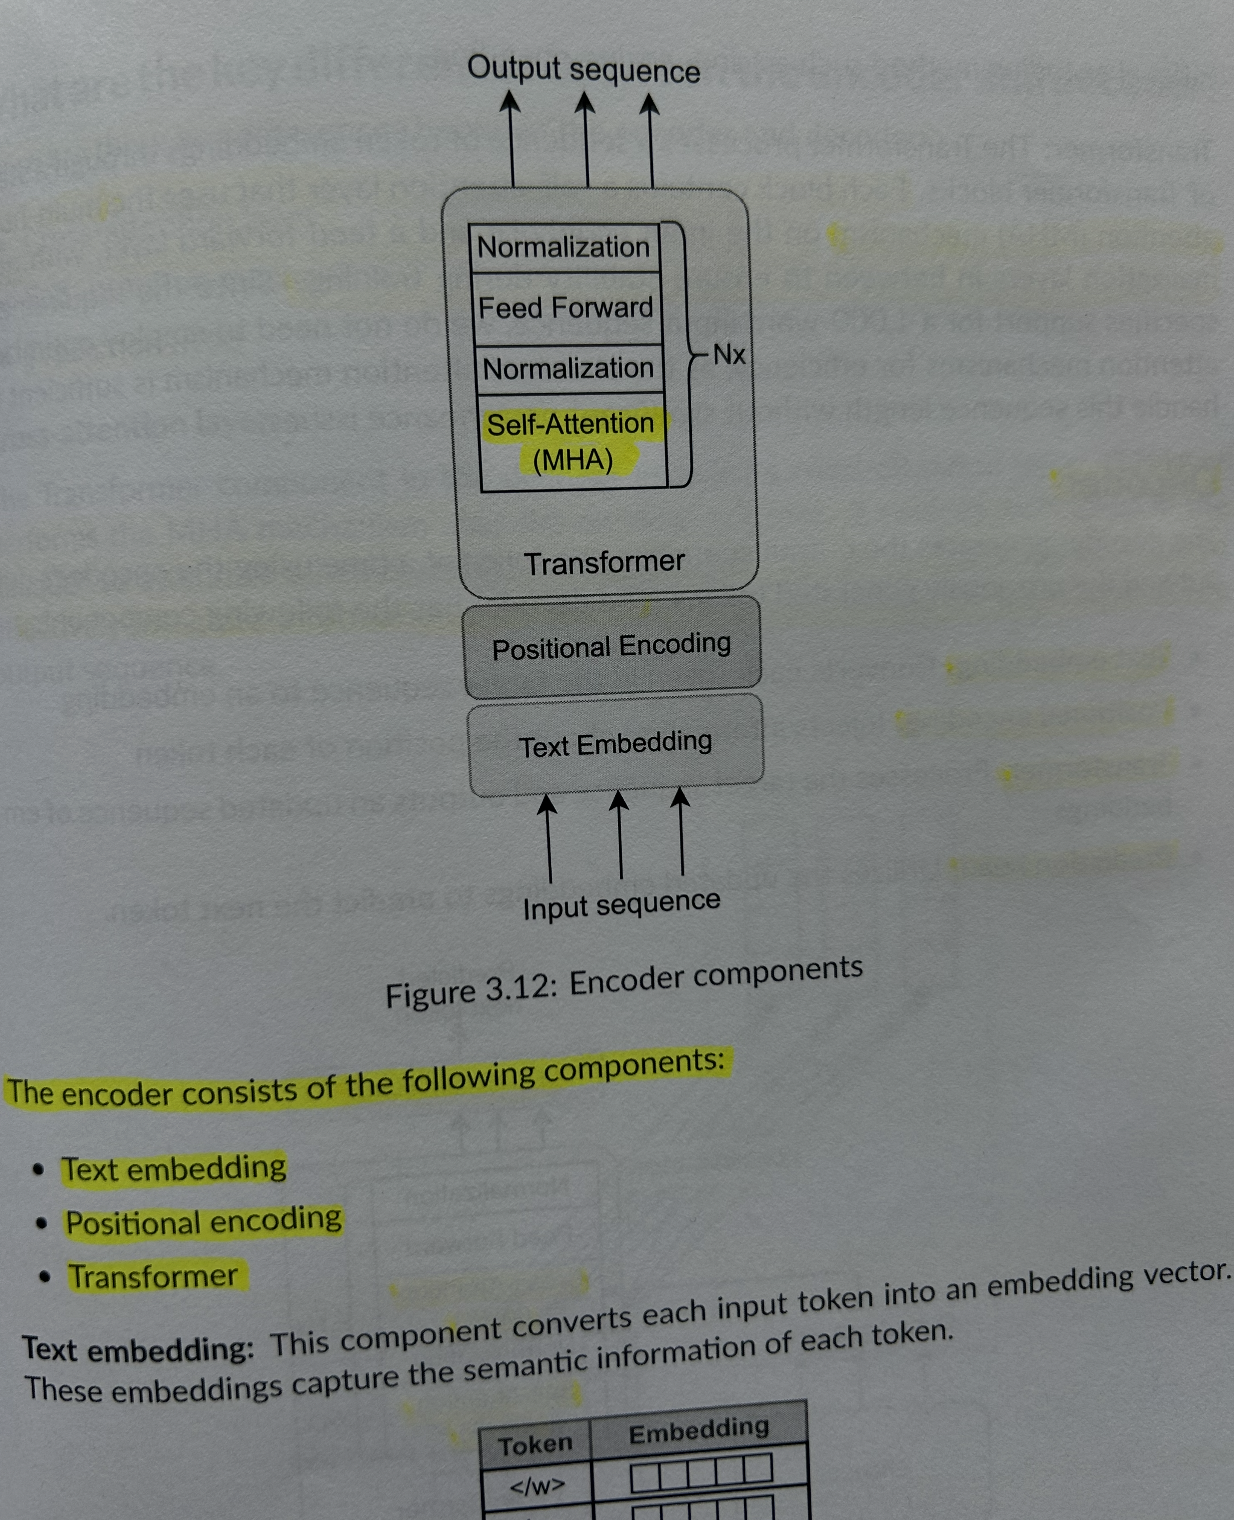 Output sequence
Normalization
Feed Forward
Normalization
Self-Attention
(MHA)
Nx
Transformer
Positional Encoding
Text Embedding
Input sequence
Figure 3.12: Encoder components
The encoder consists of the following components:
• Text embedding
• Positional encoding
• Transformer
Text embedding: This component converts each input token into an embedding vector.
These embeddings capture the semantic information of each token.
Token Embedding
</w>